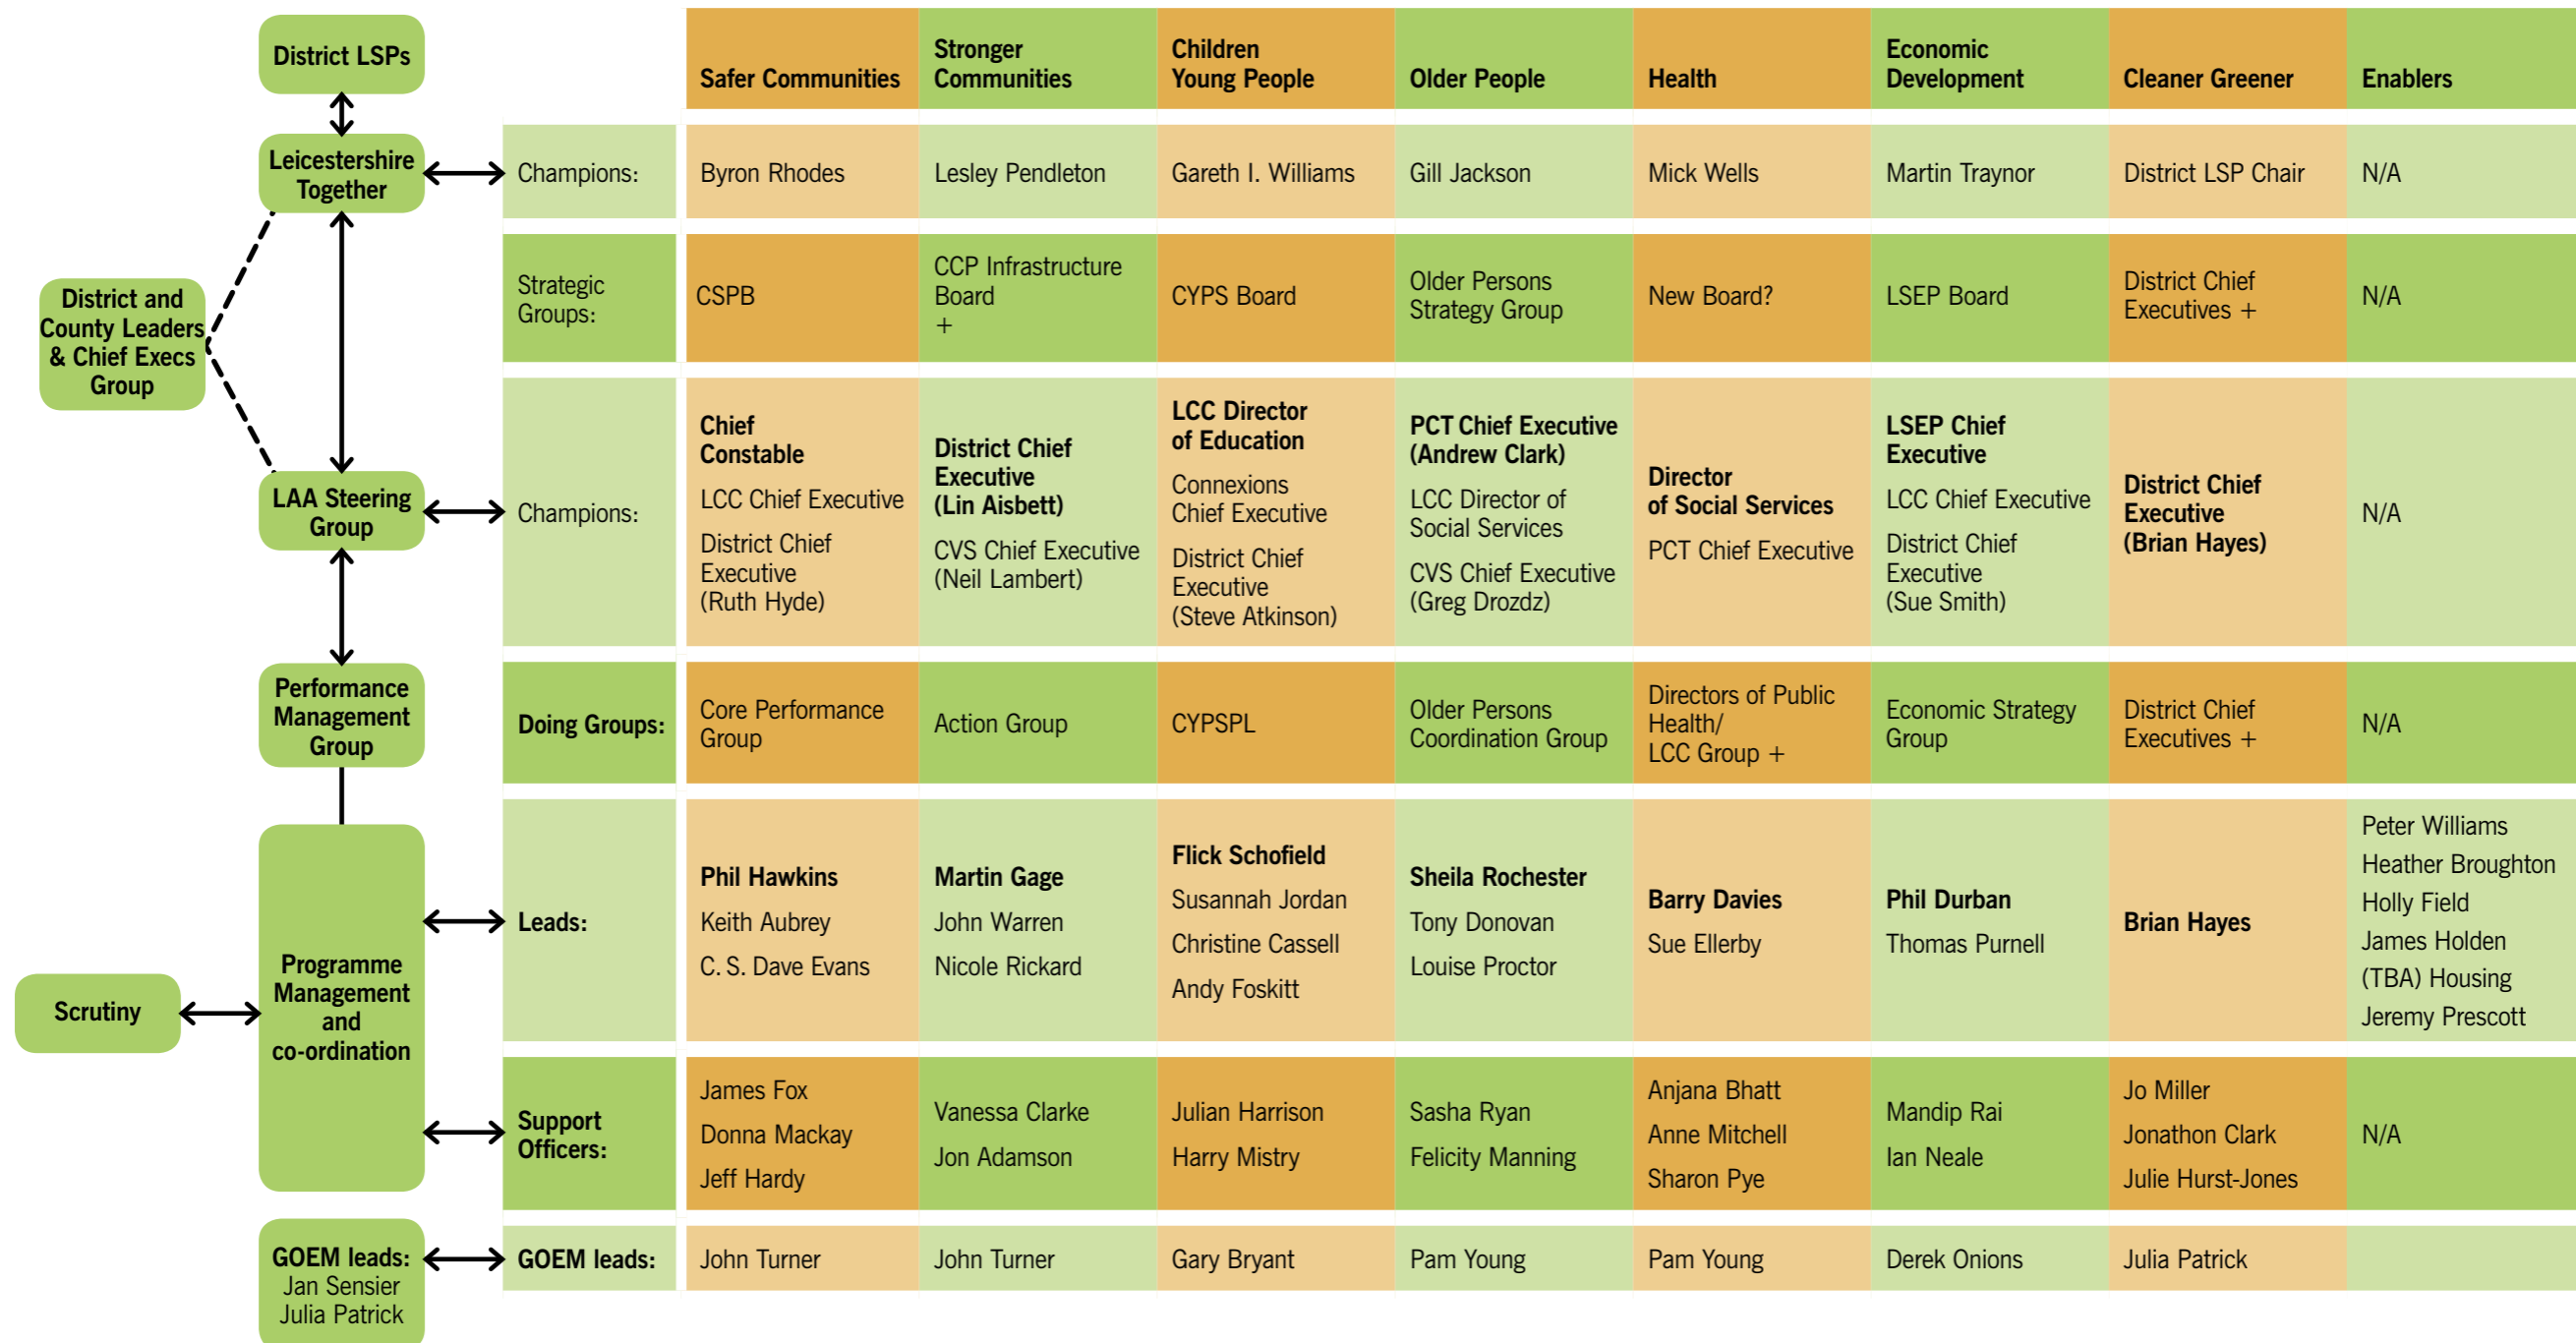 District LSPs
Leicestershire
Together
District and
County Leaders
& Chief Execs
Group
LAA Steering
Group
Performance
Management
Group
Scrutiny
Programme
Management
and
co-ordination
GOEM leads:
Jan Sensier
Julia Patrick
Safer Communities
Stronger
Communities
Children
Young People
Older People
Health
Economic
Development
Cleaner Greener
Enablers
Champions:
Byron Rhodes
Lesley Pendleton
Gareth I. Williams
Gill Jackson
Mick Wells
Martin Traynor
District LSP Chair
N/A
Strategic
Groups:
CSPB
CCP Infrastructure
Board
+
CYPS Board
Older Persons
Strategy Group
New Board?
LSEP Board
District Chief
Executives +
N/A
Champions:
Chief
Constable
LCC Chief Executive
District Chief
Executive
(Ruth Hyde)
District Chief
Executive
(Lin Aisbett)
CVS Chief Executive
(Neil Lambert)
LCC Director
of Education
Connexions
Chief Executive
District Chief
Executive
(Steve Atkinson)
PCT Chief Executive
(Andrew Clark)
LCC Director of
Social Services
CVS Chief Executive
(Greg Drozdz)
Director
of Social Services
PCT Chief Executive
LSEP Chief
Executive
LCC Chief Executive
District Chief
Executive
(Sue Smith)
District Chief
Executive
(Brian Hayes)
N/A
Doing Groups:
Core Performance
Group
Action Group
CYPSPL
Older Persons
Coordination Group
Directors of Public
Health/
LCC Group +
Economic Strategy
Group
District Chief
Executives +
N/A
Leads:
Phil Hawkins
Keith Aubrey
C. S. Dave Evans
Martin Gage
John Warren
Nicole Rickard
Flick Schofield
Susannah Jordan
Christine Cassell
Andy Foskitt
Sheila Rochester
Tony Donovan
Louise Proctor
Barry Davies
Sue Ellerby
Phil Durban
Thomas Purnell
Brian Hayes
Peter Williams
Heather Broughton
Holly Field
James Holden
(TBA) Housing
Jeremy Prescott
Support
Officers:
James Fox
Donna Mackay
Jeff Hardy
Vanessa Clarke
Jon Adamson
Julian Harrison
Harry Mistry
Sasha Ryan
Felicity Manning
Anjana Bhatt
Anne Mitchell
Sharon Pye
Mandip Rai
Ian Neale
Jo Miller
Jonathon Clark
Julie Hurst-Jones
N/A
GOEM leads:
John Turner
John Turner
Gary Bryant
Pam Young
Pam Young
Derek Onions
Julia Patrick